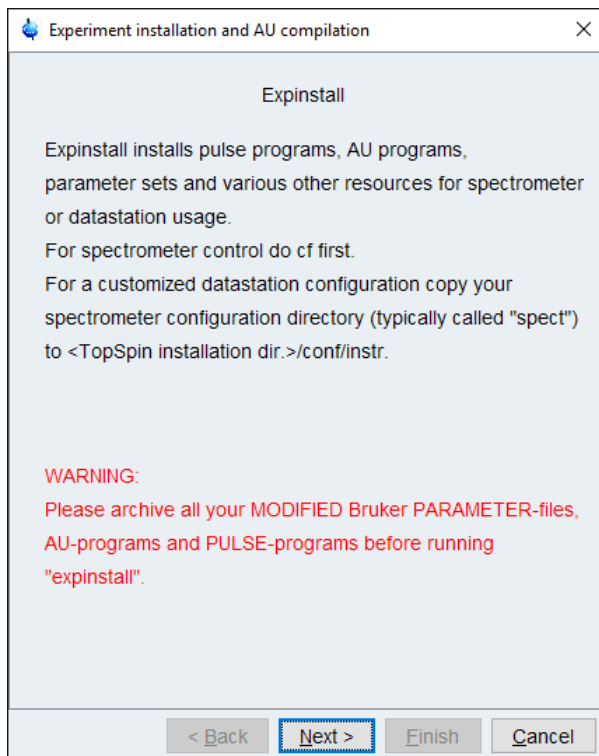 Experiment installation and AU compilation
Expinstall
Expinstall installs pulse programs, AU programs,
parameter sets and various other resources for spectrometer
or datastation usage.
For spectrometer control do cf first.
For a customized datastation configuration copy your
spectrometer configuration directory (typically called "spect")
to <TopSpin installation dir.>/conf/instr.
WARNING:
Please archive all your MODIFIED Bruker PARAMETER-files,
AU-programs and PULSE-programs before running
"expinstall".
< Back Next > Finish Cancel